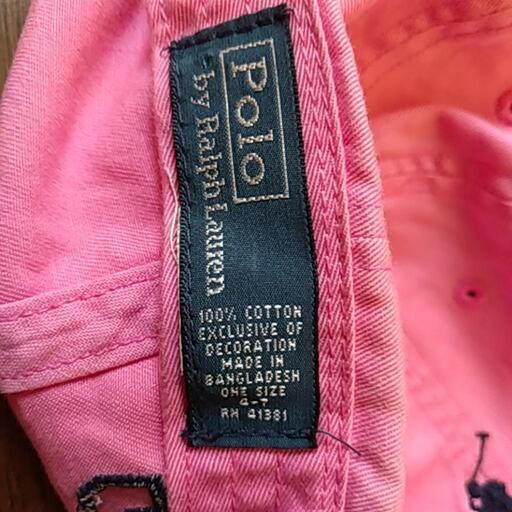 Polo
by Ralph Lauren
100% COTTON
EXCLUSIVE OF
DECORATION
MADE IN
BANGLADESH
ONE SIZE
4-7
RN 41381